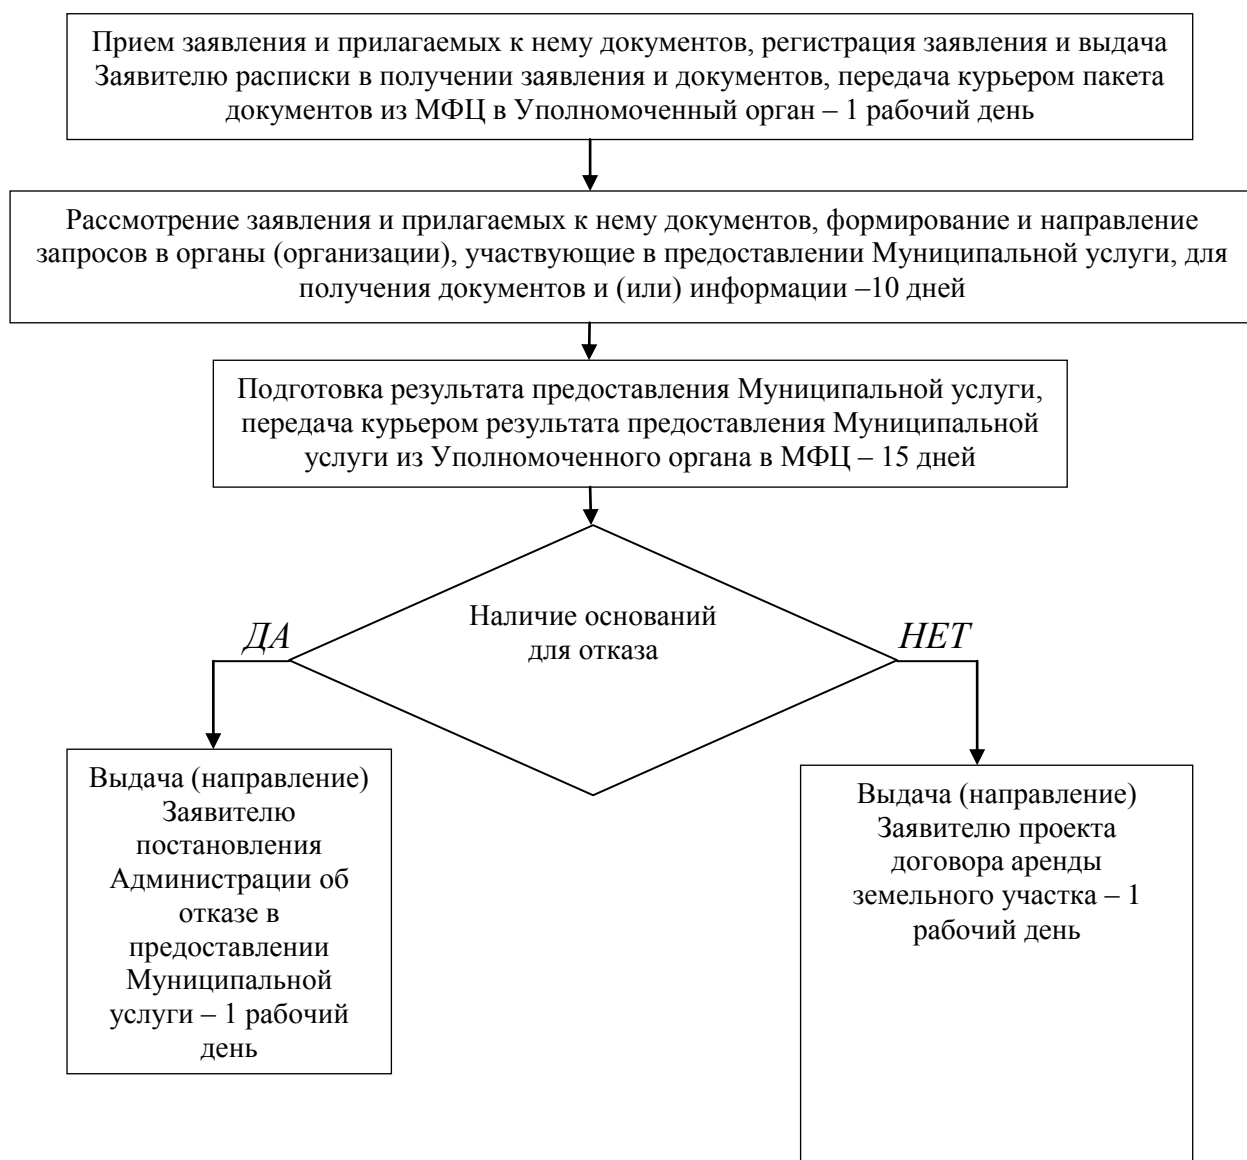 Прием заявления и прилагаемых к нему документов, регистрация заявления и выдача
Заявителю расписки в получении заявления и документов, передача курьером пакета
документов из МФЦ в Уполномоченный орган – 1 рабочий день
Рассмотрение заявления и прилагаемых к нему документов, формирование и направление
запросов в органы (организации), участвующие в предоставлении Муниципальной услуги, для
получения документов и (или) информации –10 дней
Подготовка результата предоставления Муниципальной услуги,
передача курьером результата предоставления Муниципальной
услуги из Уполномоченного органа в МФЦ – 15 дней
Наличие оснований
для отказа
ДА
НЕТ
Выдача (направление)
Заявителю
постановления
Администрации об
отказе в
предоставлении
Муниципальной
услуги – 1 рабочий
день
Выдача (направление)
Заявителю проекта
договора аренды
земельного участка – 1
рабочий день